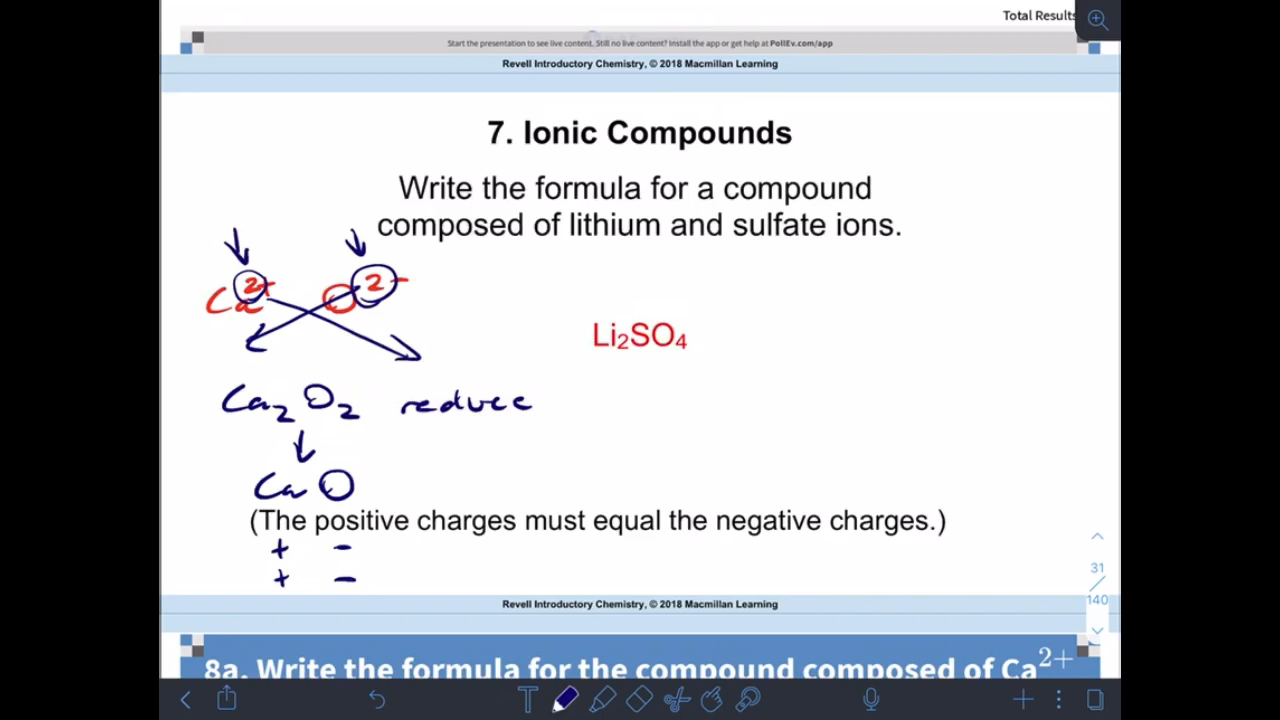 Total Results
Start the presentation to see live content. Still no live content? Install the app or get help at PollEv.com/app
Revell Introductory Chemistry, © 2018 Macmillan Learning
7. Ionic Compounds
Write the formula for a compound
composed of lithium and sulfate ions.
Ca²⁺ O²⁻
Li₂SO₄
Ca₂O₂ reduce
CaO
(The positive charges must equal the negative charges.)
+ -
+ -
31
/
140
Revell Introductory Chemistry, © 2018 Macmillan Learning
8a. Write the formula for the compound composed of Ca²⁺